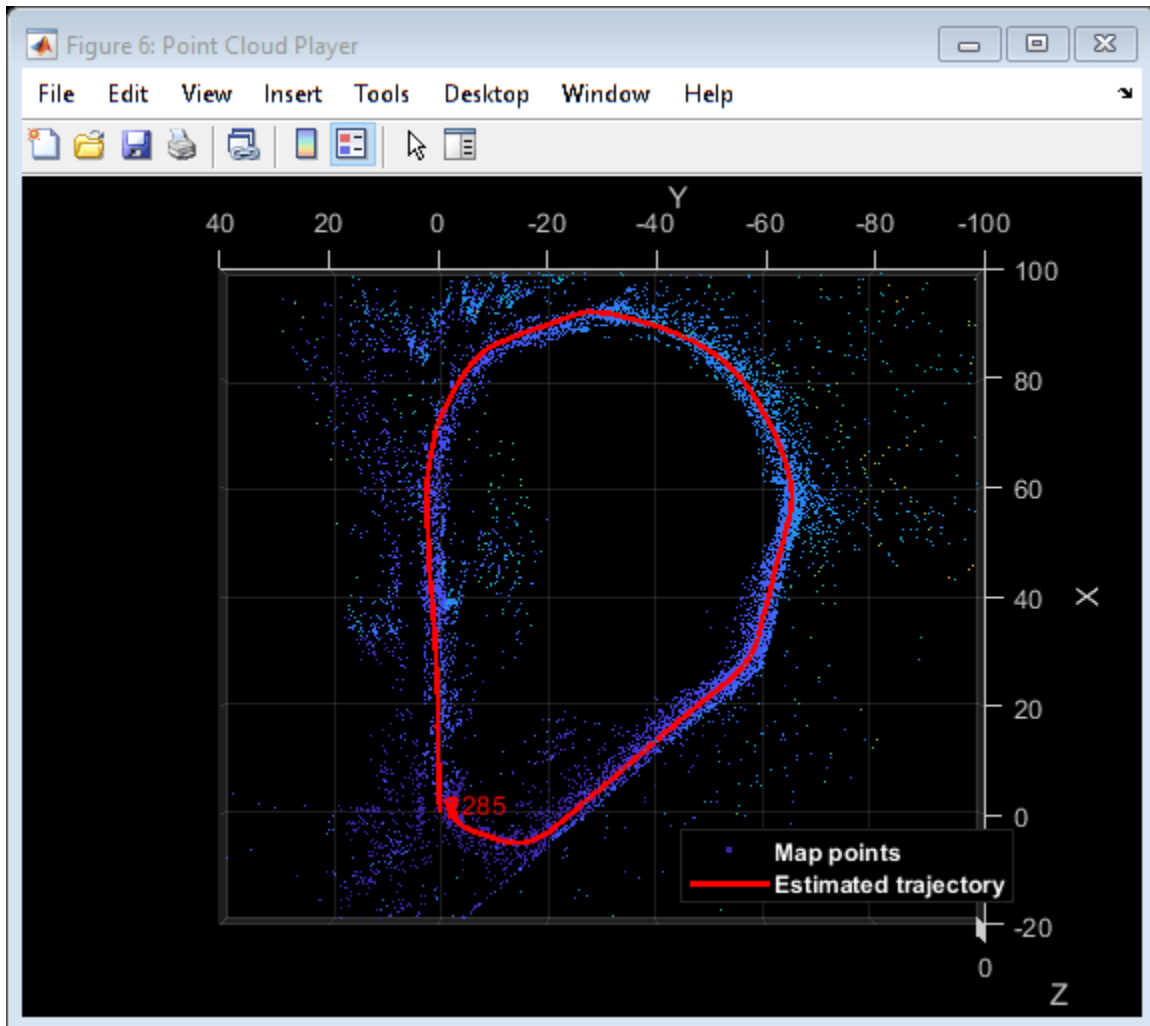 Figure 6: Point Cloud Player
File Edit View Insert Tools Desktop Window Help
Y
40 20 0 -20 -40 -60 -80 -100
100
80
60
40
X
20
285
0
Map points
Estimated trajectory
-20
0
Z